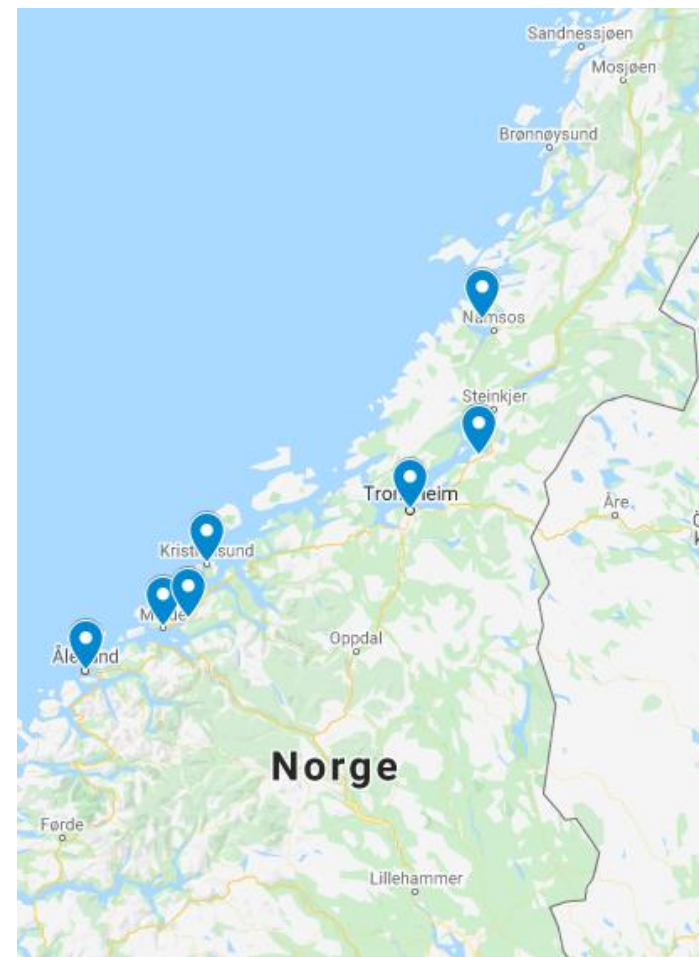 Sandnessjøen
Mosjøen
Brønnøysund
Namsos
Steinkjer
Åre
Oppdal
Norge
Førde
Lillehammer